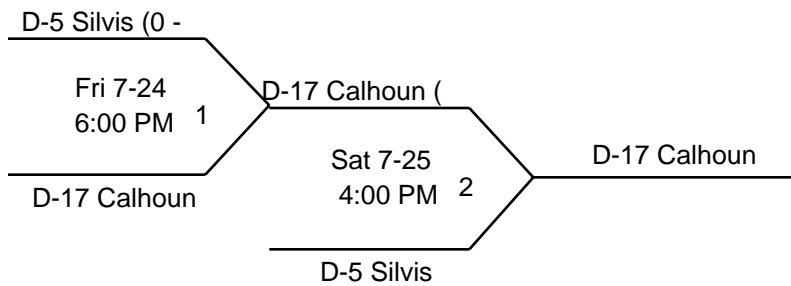 D-5 Silvis (0 -
Fri 7-24
6:00 PM 1
D-17 Calhoun
D-17 Calhoun (
Sat 7-25
4:00 PM 2
D-5 Silvis
D-17 Calhoun